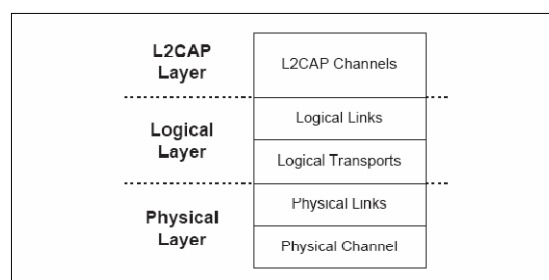 L2CAP
Layer
L2CAP Channels
Logical
Layer
Logical Links
Logical Transports
Physical
Layer
Physical Links
Physical Channel